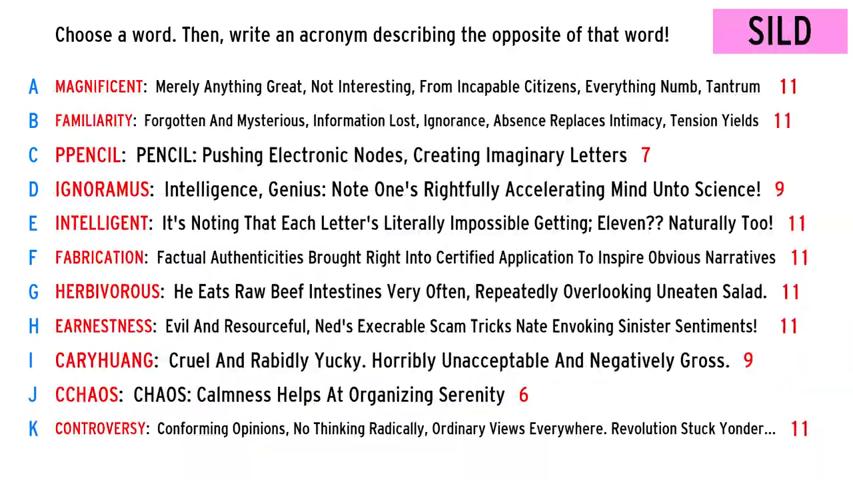 Choose a word. Then, write an acronym describing the opposite of that word!
SILD
A MAGNIFICENT: Merely Anything Great, Not Interesting, From Incapable Citizens, Everything Numb, Tantrum 11
B FAMILIARITY: Forgotten And Mysterious, Information Lost, Ignorance, Absence Replaces Intimacy, Tension Yields 11
C PPENCIL: PENCIL: Pushing Electronic Nodes, Creating Imaginary Letters 7
D IGNORAMUS: Intelligence, Genius: Note One's Rightfully Accelerating Mind Unto Science! 9
E INTELLIGENT: It's Noting That Each Letter's Literally Impossible Getting; Eleven?? Naturally Too! 11
F FABRICATION: Factual Authenticities Brought Right Into Certified Application To Inspire Obvious Narratives 11
G HERBIVOROUS: He Eats Raw Beef Intestines Very Often, Repeatedly Overlooking Uneaten Salad. 11
H EARNESTNESS: Evil And Resourceful, Ned's Execrable Scam Tricks Nate Envoking Sinister Sentiments! 11
I CARYHUANG: Cruel And Rabidly Yucky. Horribly Unacceptable And Negatively Gross. 9
J CCHAOS: CHAOS: Calmness Helps At Organizing Serenity 6
K CONTROVERSY: Conforming Opinions, No Thinking Radically, Ordinary Views Everywhere. Revolution Stuck Yonder... 11